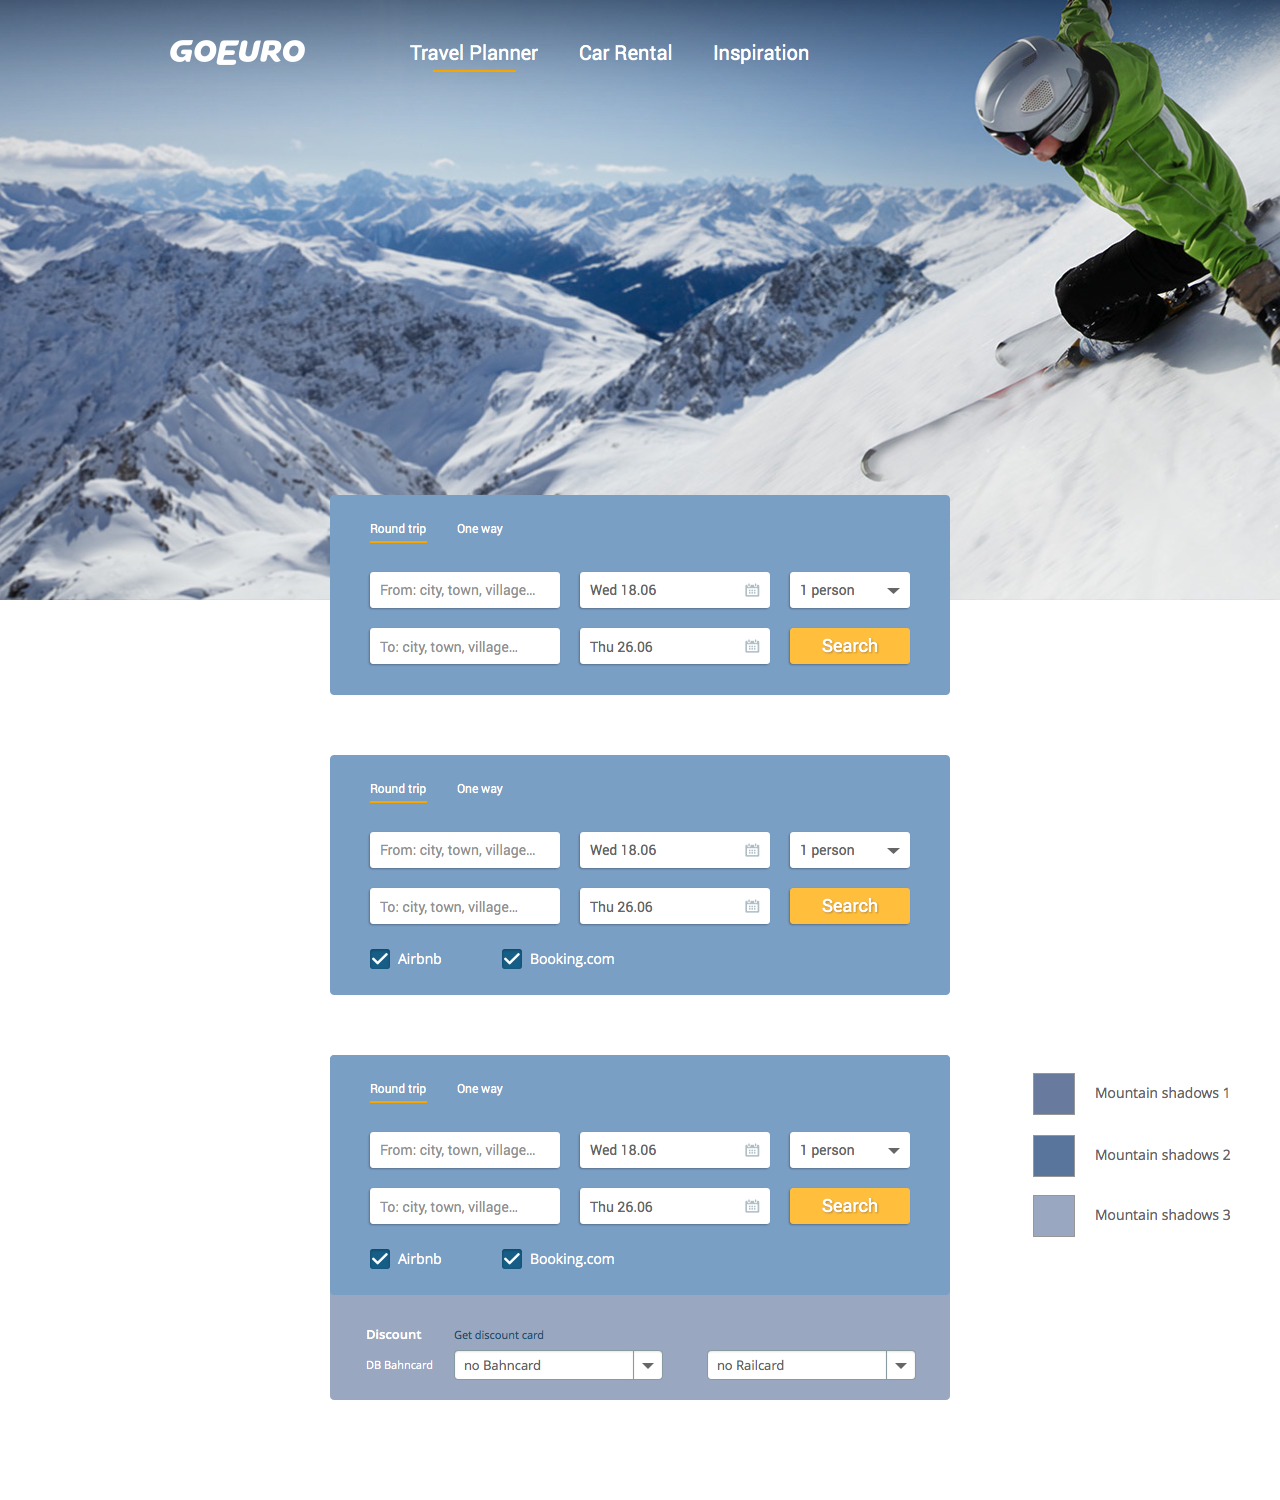 GOEURO Travel Planner Car Rental Inspiration
Round trip One way
From: city, town, village... Wed 18.06 1 person
To: city, town, village... Thu 26.06 Search
Round trip One way
From: city, town, village... Wed 18.06 1 person
To: city, town, village... Thu 26.06 Search
Airbnb Booking.com
Round trip One way
From: city, town, village... Wed 18.06 1 person
To: city, town, village... Thu 26.06 Search
Airbnb Booking.com
Discount Get discount card
DB Bahncard no Bahncard no Railcard
Mountain shadows 1
Mountain shadows 2
Mountain shadows 3